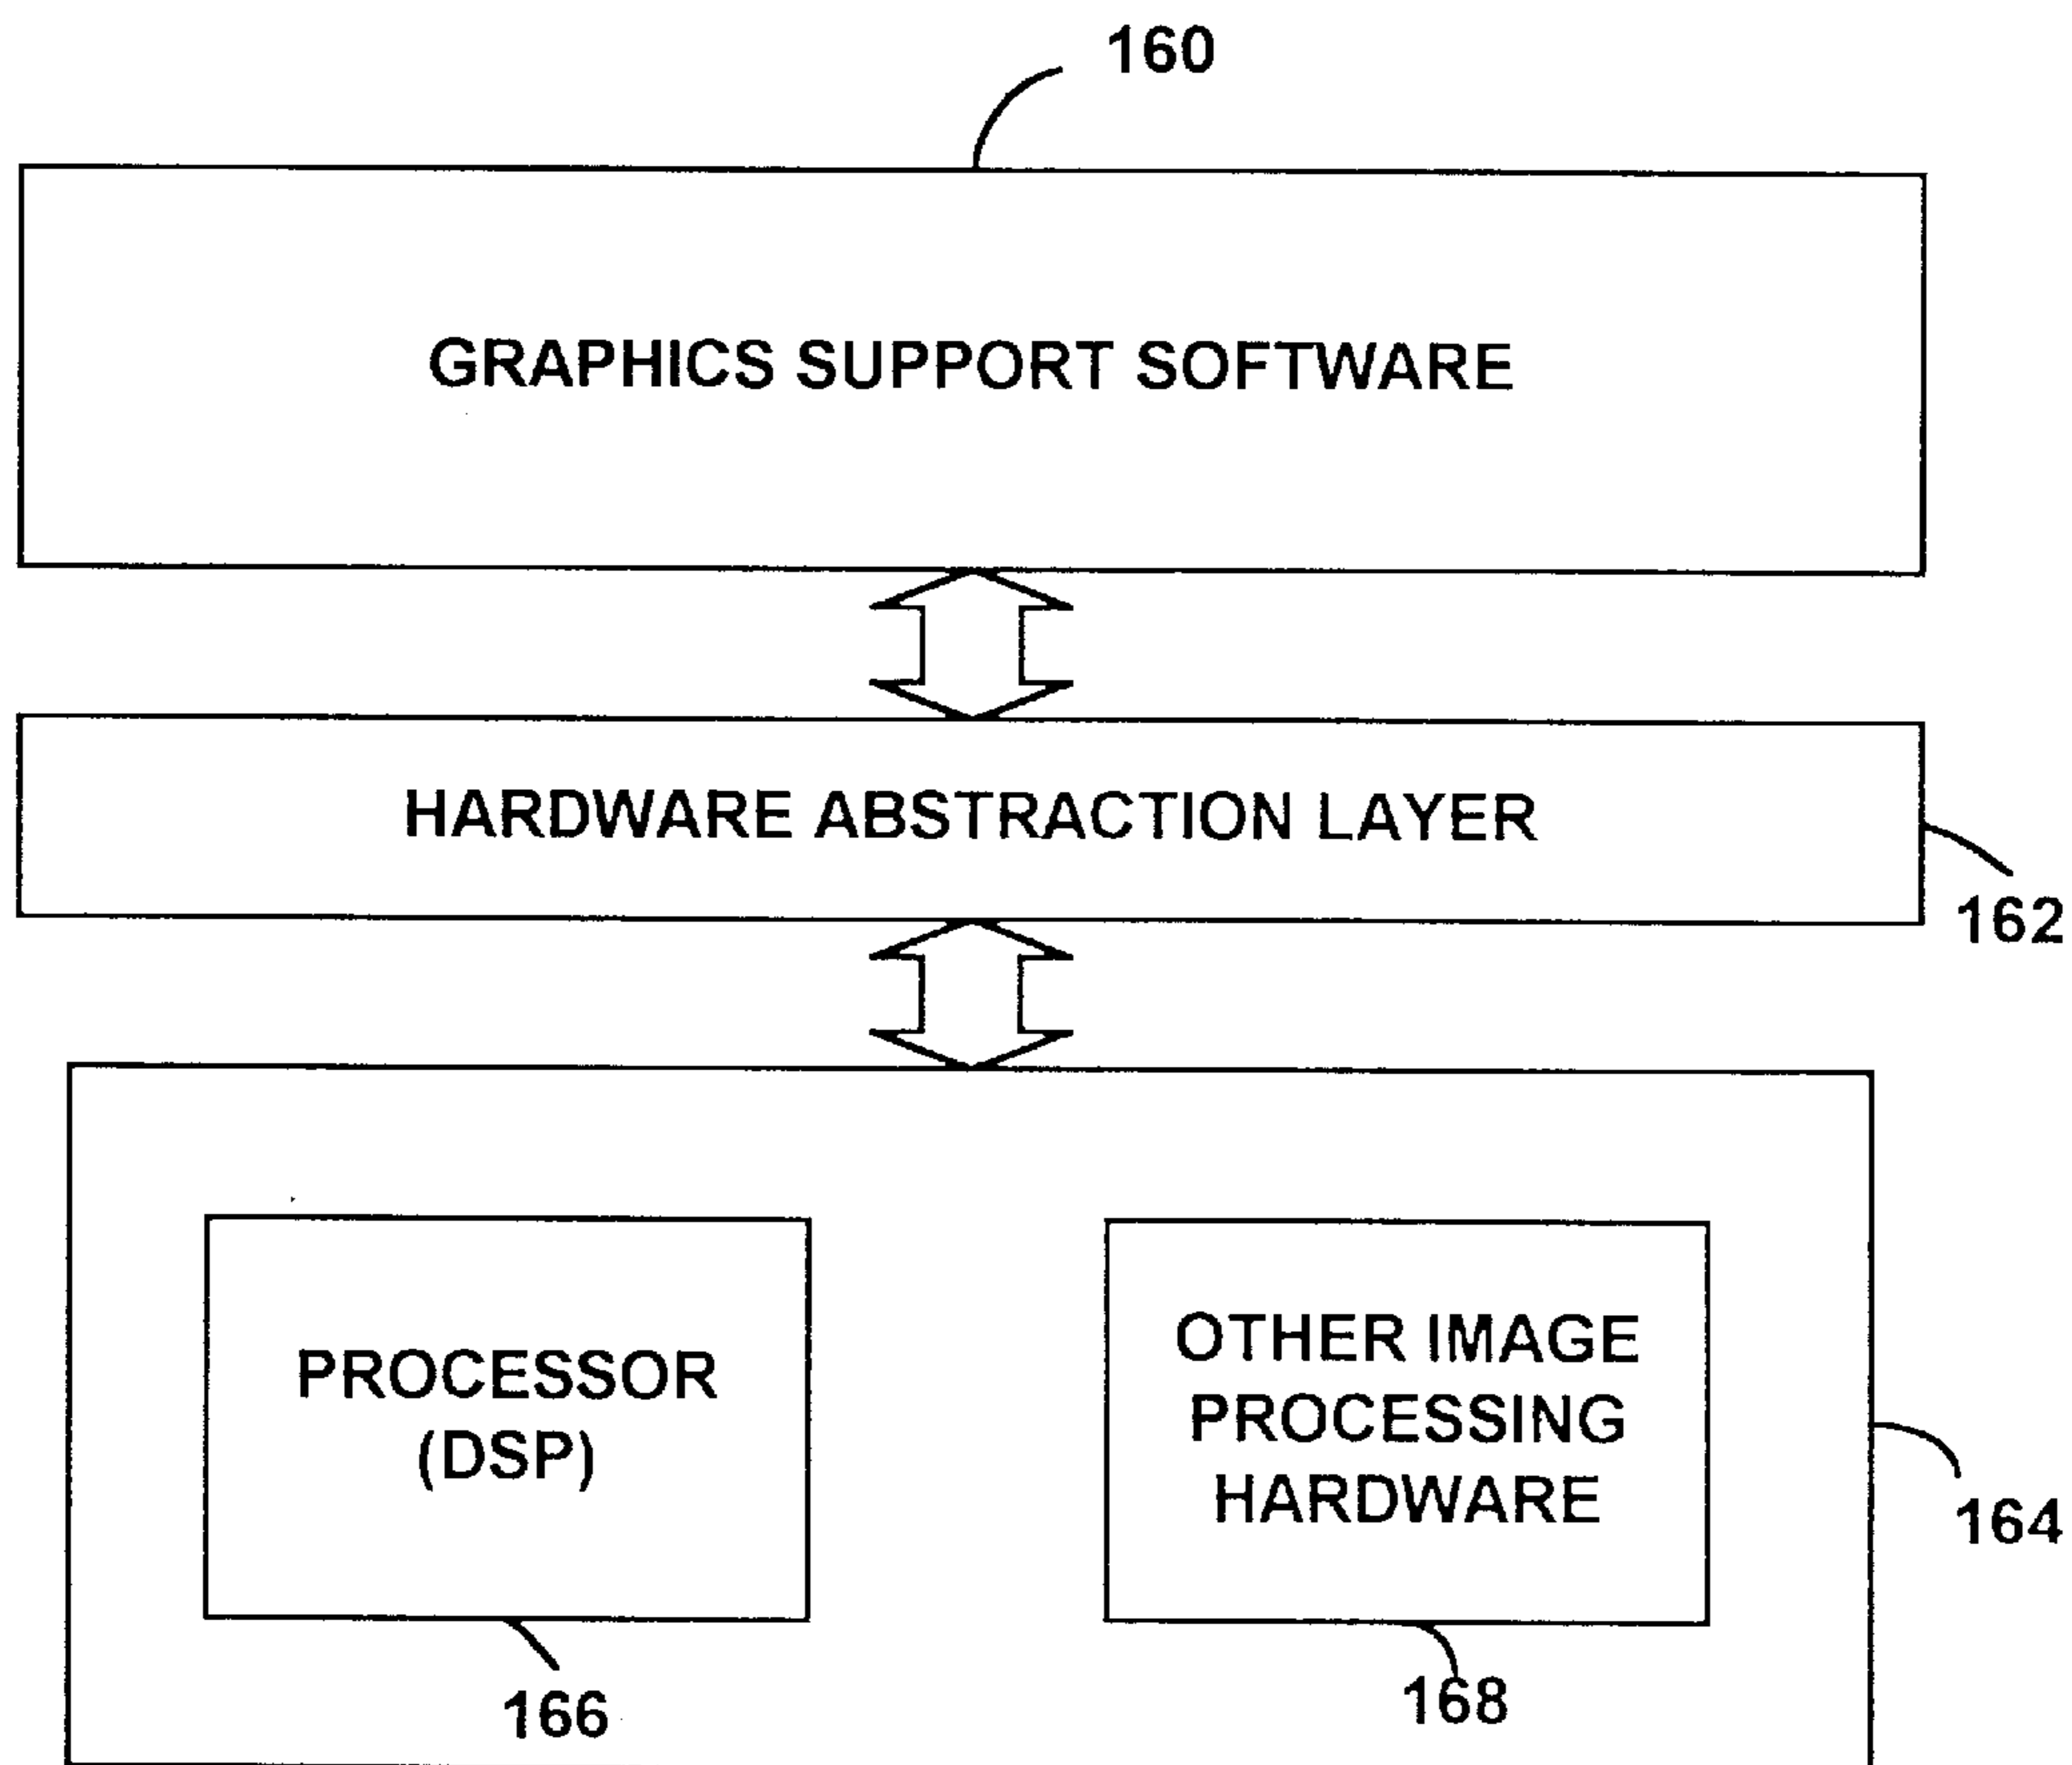 160
GRAPHICS SUPPORT SOFTWARE
HARDWARE ABSTRACTION LAYER
162
PROCESSOR
(DSP)
OTHER IMAGE
PROCESSING
HARDWARE
164
166
168